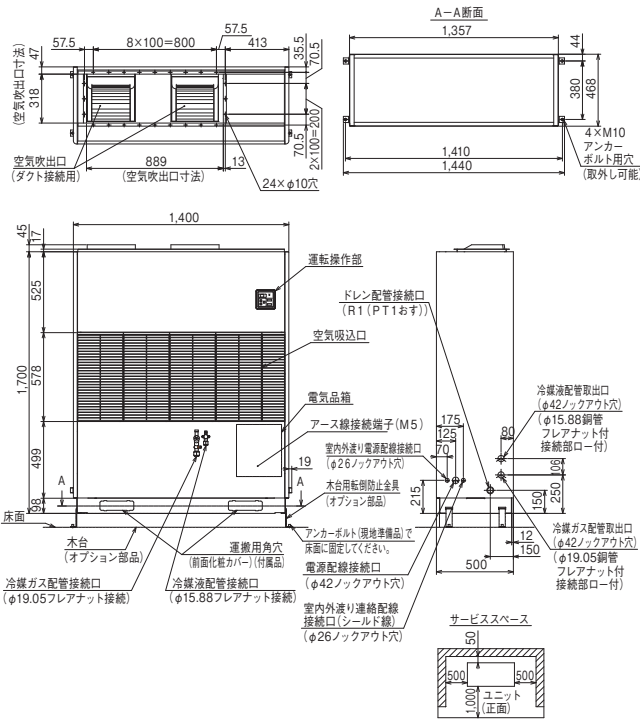 57.5
8×100=800
57.5
413
35.5
70.5
(空気吹出口寸法)
47
318
空気吹出口
(ダクト接続用)
889
(空気吹出口寸法)
13
24×φ10穴
70.5
2×100=200
A－A断面
1,357
44
380
468
1,410
1,440
4×M10
アンカー
ボルト用穴
(取外し可能)
1,400
45
17
525
1,700
578
499
98
運転操作部
空気吸込口
電気品箱
アース線接続端子(M5)
19
A
A
床面
木台
(オプション部品)
運搬用角穴
(前面化粧カバー)(付属品)
冷媒ガス配管接続口
(φ19.05フレアナット接続)
冷媒液配管接続口
(φ15.88フレアナット接続)
ドレン配管接続口
(R1(PT1おす))
175
125
70
室内外渡り電源配線接続口
(φ26ノックアウト穴)
木台用転倒防止金具
(オプション部品)
215
アンカーボルト(現地準備品)で
床面に固定してください。
電源配線接続口
(φ42ノックアウト穴)
室内外渡り連絡配線
接続口(シールド線)
(φ26ノックアウト穴)
冷媒液配管取出口
(φ42ノックアウト穴)
(φ15.88銅管
フレアナット付
接続部ロー付)
80
106
250
150
12
150
500
冷媒ガス配管取出口
(φ42ノックアウト穴)
(φ19.05銅管
フレアナット付
接続部ロー付)
サービススペース
50
500
500
1,000
ユニット
(正面)